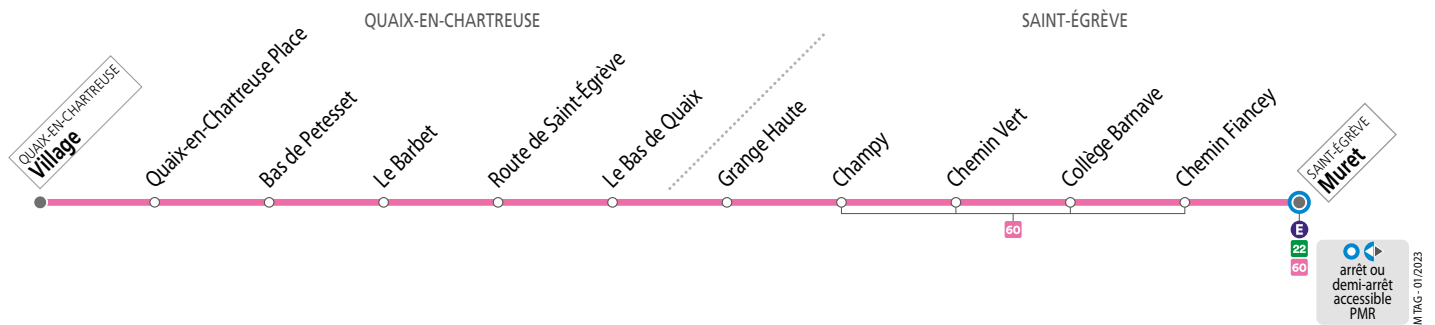 QUAIX-EN-CHARTREUSE
SAINT-ÉGRÈVE
QUAIX-EN-CHARTREUSE
Village
Quaix-en-Chartreuse Place
Bas de Petesset
Le Barbet
Route de Saint-Égrève
Le Bas de Quaix
Grange Haute
Champy
Chemin Vert
Collège Barnave
Chemin Fiancey
SAINT-ÉGRÈVE
Muret
60
E
22
60
arrêt ou
demi-arrêt
accessible
PMR
M TAG - 01/2023